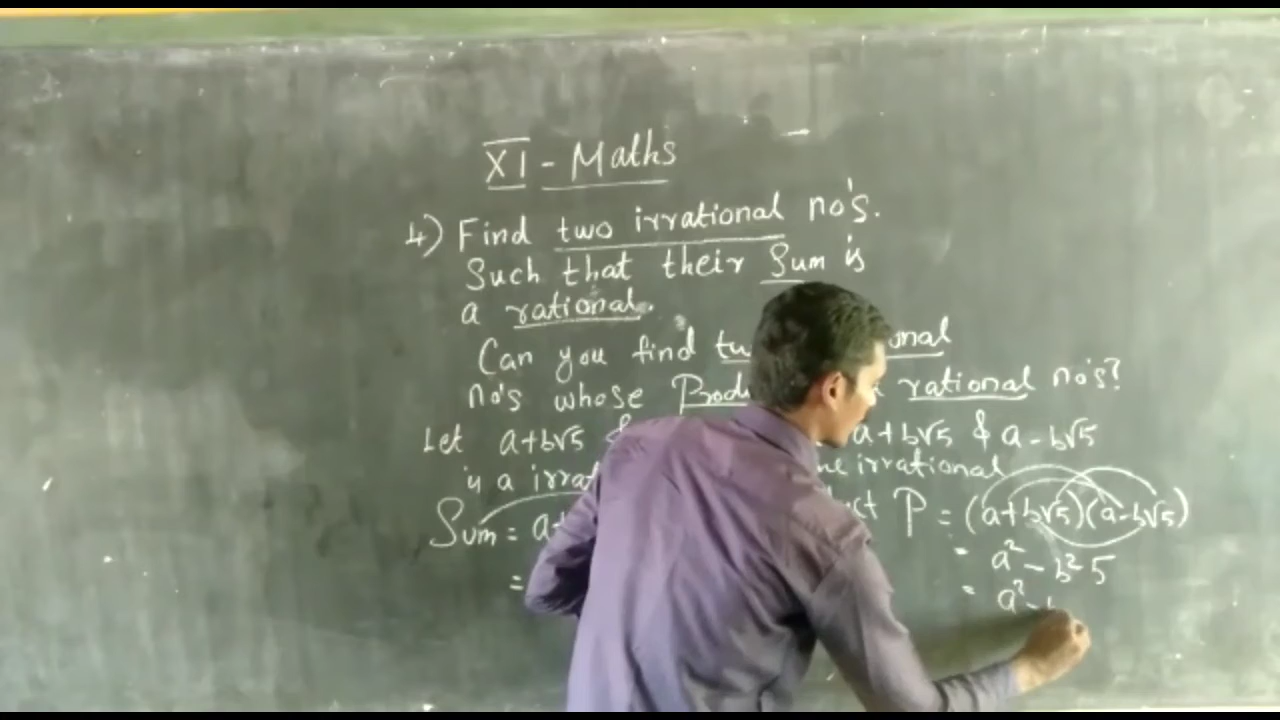 XI - Maths
4) Find two irrational no's.
Such that their Sum is
a rational.
Can you find
no's whose rational no's?
Let a+b√5 a+b√5 & a-b√5
is a irrational
Sum = a P = (a+b√5)(a-b√5)
= a² - b² 5
= = a² -